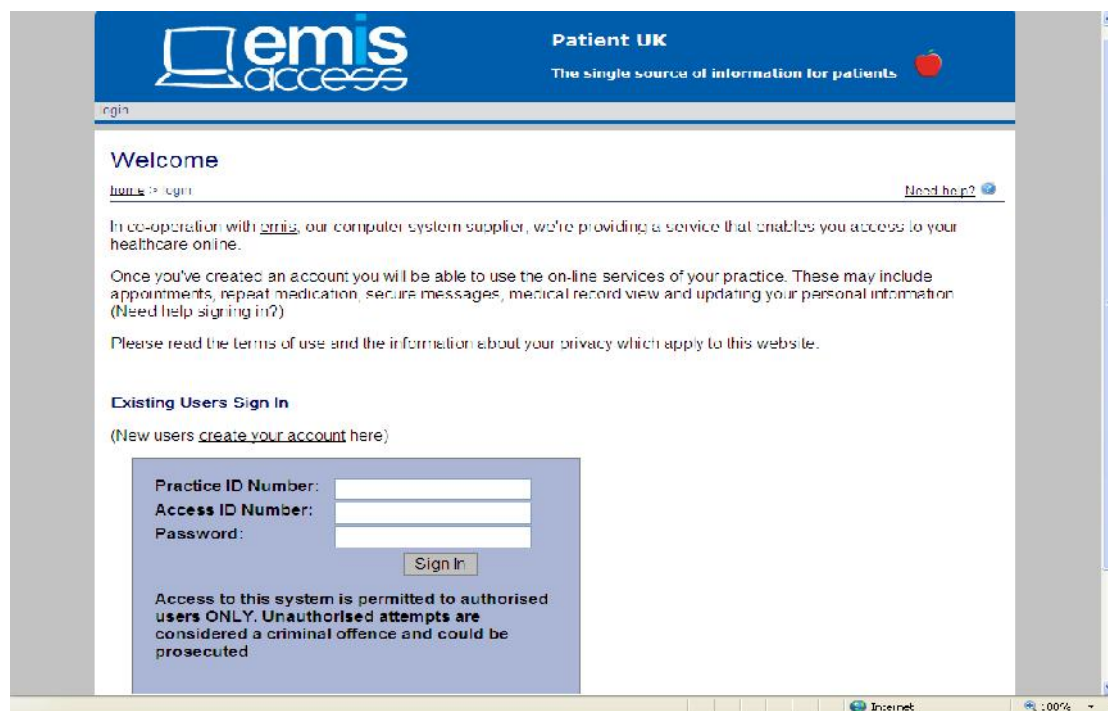 emis
access
Patient UK
The single source of information for patients
login
Welcome
home > login
Need help?
In co-operation with emis, our computer system supplier, we're providing a service that enables you access to your
healthcare online.
Once you've created an account you will be able to use the on-line services of your practice. These may include
appointments, repeat medication, secure messages, medical record view and updating your personal information
(Need help signing in?)
Please read the terms of use and the information about your privacy which apply to this website.
Existing Users Sign In
(New users create your account here)
Practice ID Number:
Access ID Number:
Password:
Sign In
Access to this system is permitted to authorised
users ONLY. Unauthorised attempts are
considered a criminal offence and could be
prosecuted
Internet
100%